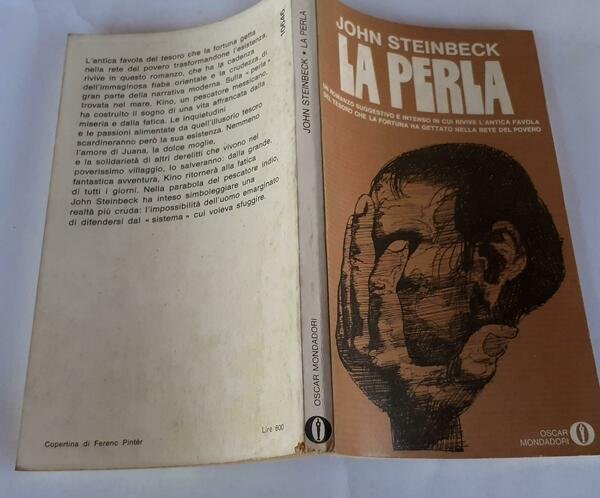 L'antica favola del tesoro che la fortuna getta
nella rete del povero trasformandone l'esistenza,
rivive in questo romanzo, che ha la cadenza
dell'immaginosa fiaba orientale e la crudezza di
gran parte della narrativa moderna. Sulla « perla »
trovata nel mare, Kino, un pescatore messicano,
ha costruito il sogno di una vita affrancata dalla
miseria e dalla fatica. Le inquietudini
e le passioni alimentate da quell'illusorio tesoro
scardineranno però la sua esistenza. Nemmeno
l'amore di Juana, la dolce moglie,
e la solidarietà di altri derelitti che vivono nel
poverissimo villaggio, lo salveranno: dalla grande,
fantastica avventura, Kino ritornerà alla fatica
di tutti i giorni. Nella parabola del pescatore indio,
John Steinbeck ha inteso simboleggiare una
realtà più cruda: l'impossibilità dell'uomo emarginato
di difendersi dal « sistema » cui voleva sfuggire.
Copertina di Ferenc Pintér
Lire 600
10646
JOHN STEINBECK • LA PERLA
OSCAR MONDADORI
JOHN STEINBECK
LA PERLA
UN ROMANZO SUGGESTIVO E INTENSO IN CUI RIVIVE L'ANTICA FAVOLA
DEL TESORO CHE LA FORTUNA HA GETTATO NELLA RETE DEL POVERO
OSCAR
MONDADORI